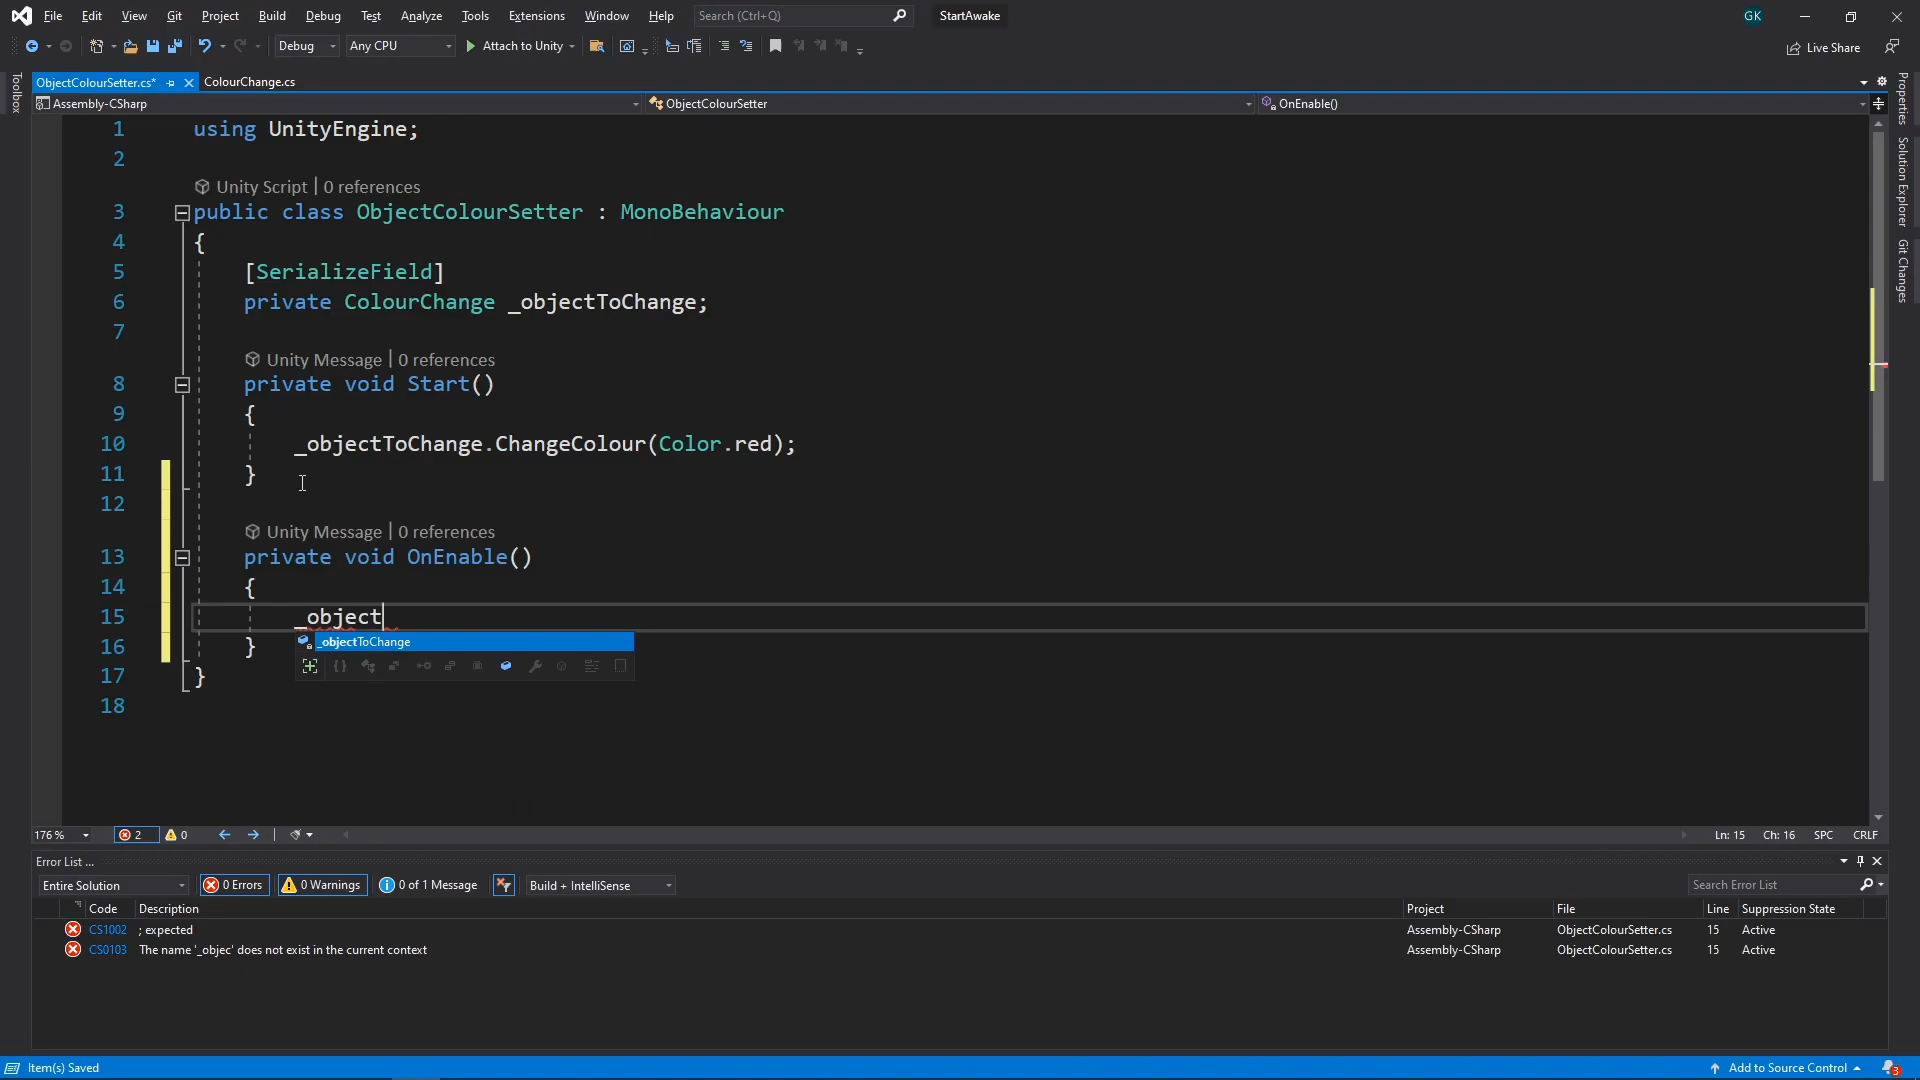 File Edit View Git Project Build Debug Test Analyze Tools Extensions Window Help Search (Ctrl+Q) StartAwake GK
Debug Any CPU Attach to Unity Live Share
Toolbox
ObjectColourSetter.cs* ColourChange.cs
Assembly-CSharp ObjectColourSetter OnEnable()
1 using UnityEngine;
2
Unity Script | 0 references
3 public class ObjectColourSetter : MonoBehaviour
4 {
5 [SerializeField]
6 private ColourChange _objectToChange;
7
Unity Message | 0 references
8 private void Start()
9 {
10 _objectToChange.ChangeColour(Color.red);
11 }
12
Unity Message | 0 references
13 private void OnEnable()
14 {
15 _object
_objectToChange
16 }
17 }
18
Properties
Solution Explorer
Git Changes
176 % 2 0 Ln: 15 Ch: 16 SPC CRLF
Error List ...
Entire Solution 0 Errors 0 Warnings 0 of 1 Message Build + IntelliSense Search Error List
Code Description Project File Line Suppression State
CS1002 ; expected Assembly-CSharp ObjectColourSetter.cs 15 Active
CS0103 The name '_objec' does not exist in the current context Assembly-CSharp ObjectColourSetter.cs 15 Active
Item(s) Saved Add to Source Control 3